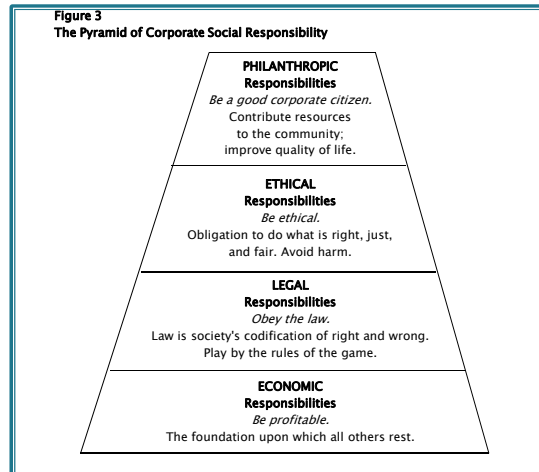 Figure 3
The Pyramid of Corporate Social Responsibility
PHILANTHROPIC
Responsibilities
Be a good corporate citizen.
Contribute resources
to the community;
improve quality of life.
ETHICAL
Responsibilities
Be ethical.
Obligation to do what is right, just,
and fair. Avoid harm.
LEGAL
Responsibilities
Obey the law.
Law is society's codification of right and wrong.
Play by the rules of the game.
ECONOMIC
Responsibilities
Be profitable.
The foundation upon which all others rest.